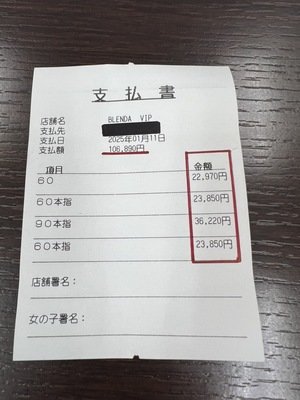 支払書
店舗名 BLENDA VIP
支払先
支払日 2025年01月11日
支払額 106,890円
項目 金額
60 22,970円
60本指 23,850円
90本指 36,220円
60本指 23,850円
店舗署名：
女の子署名：